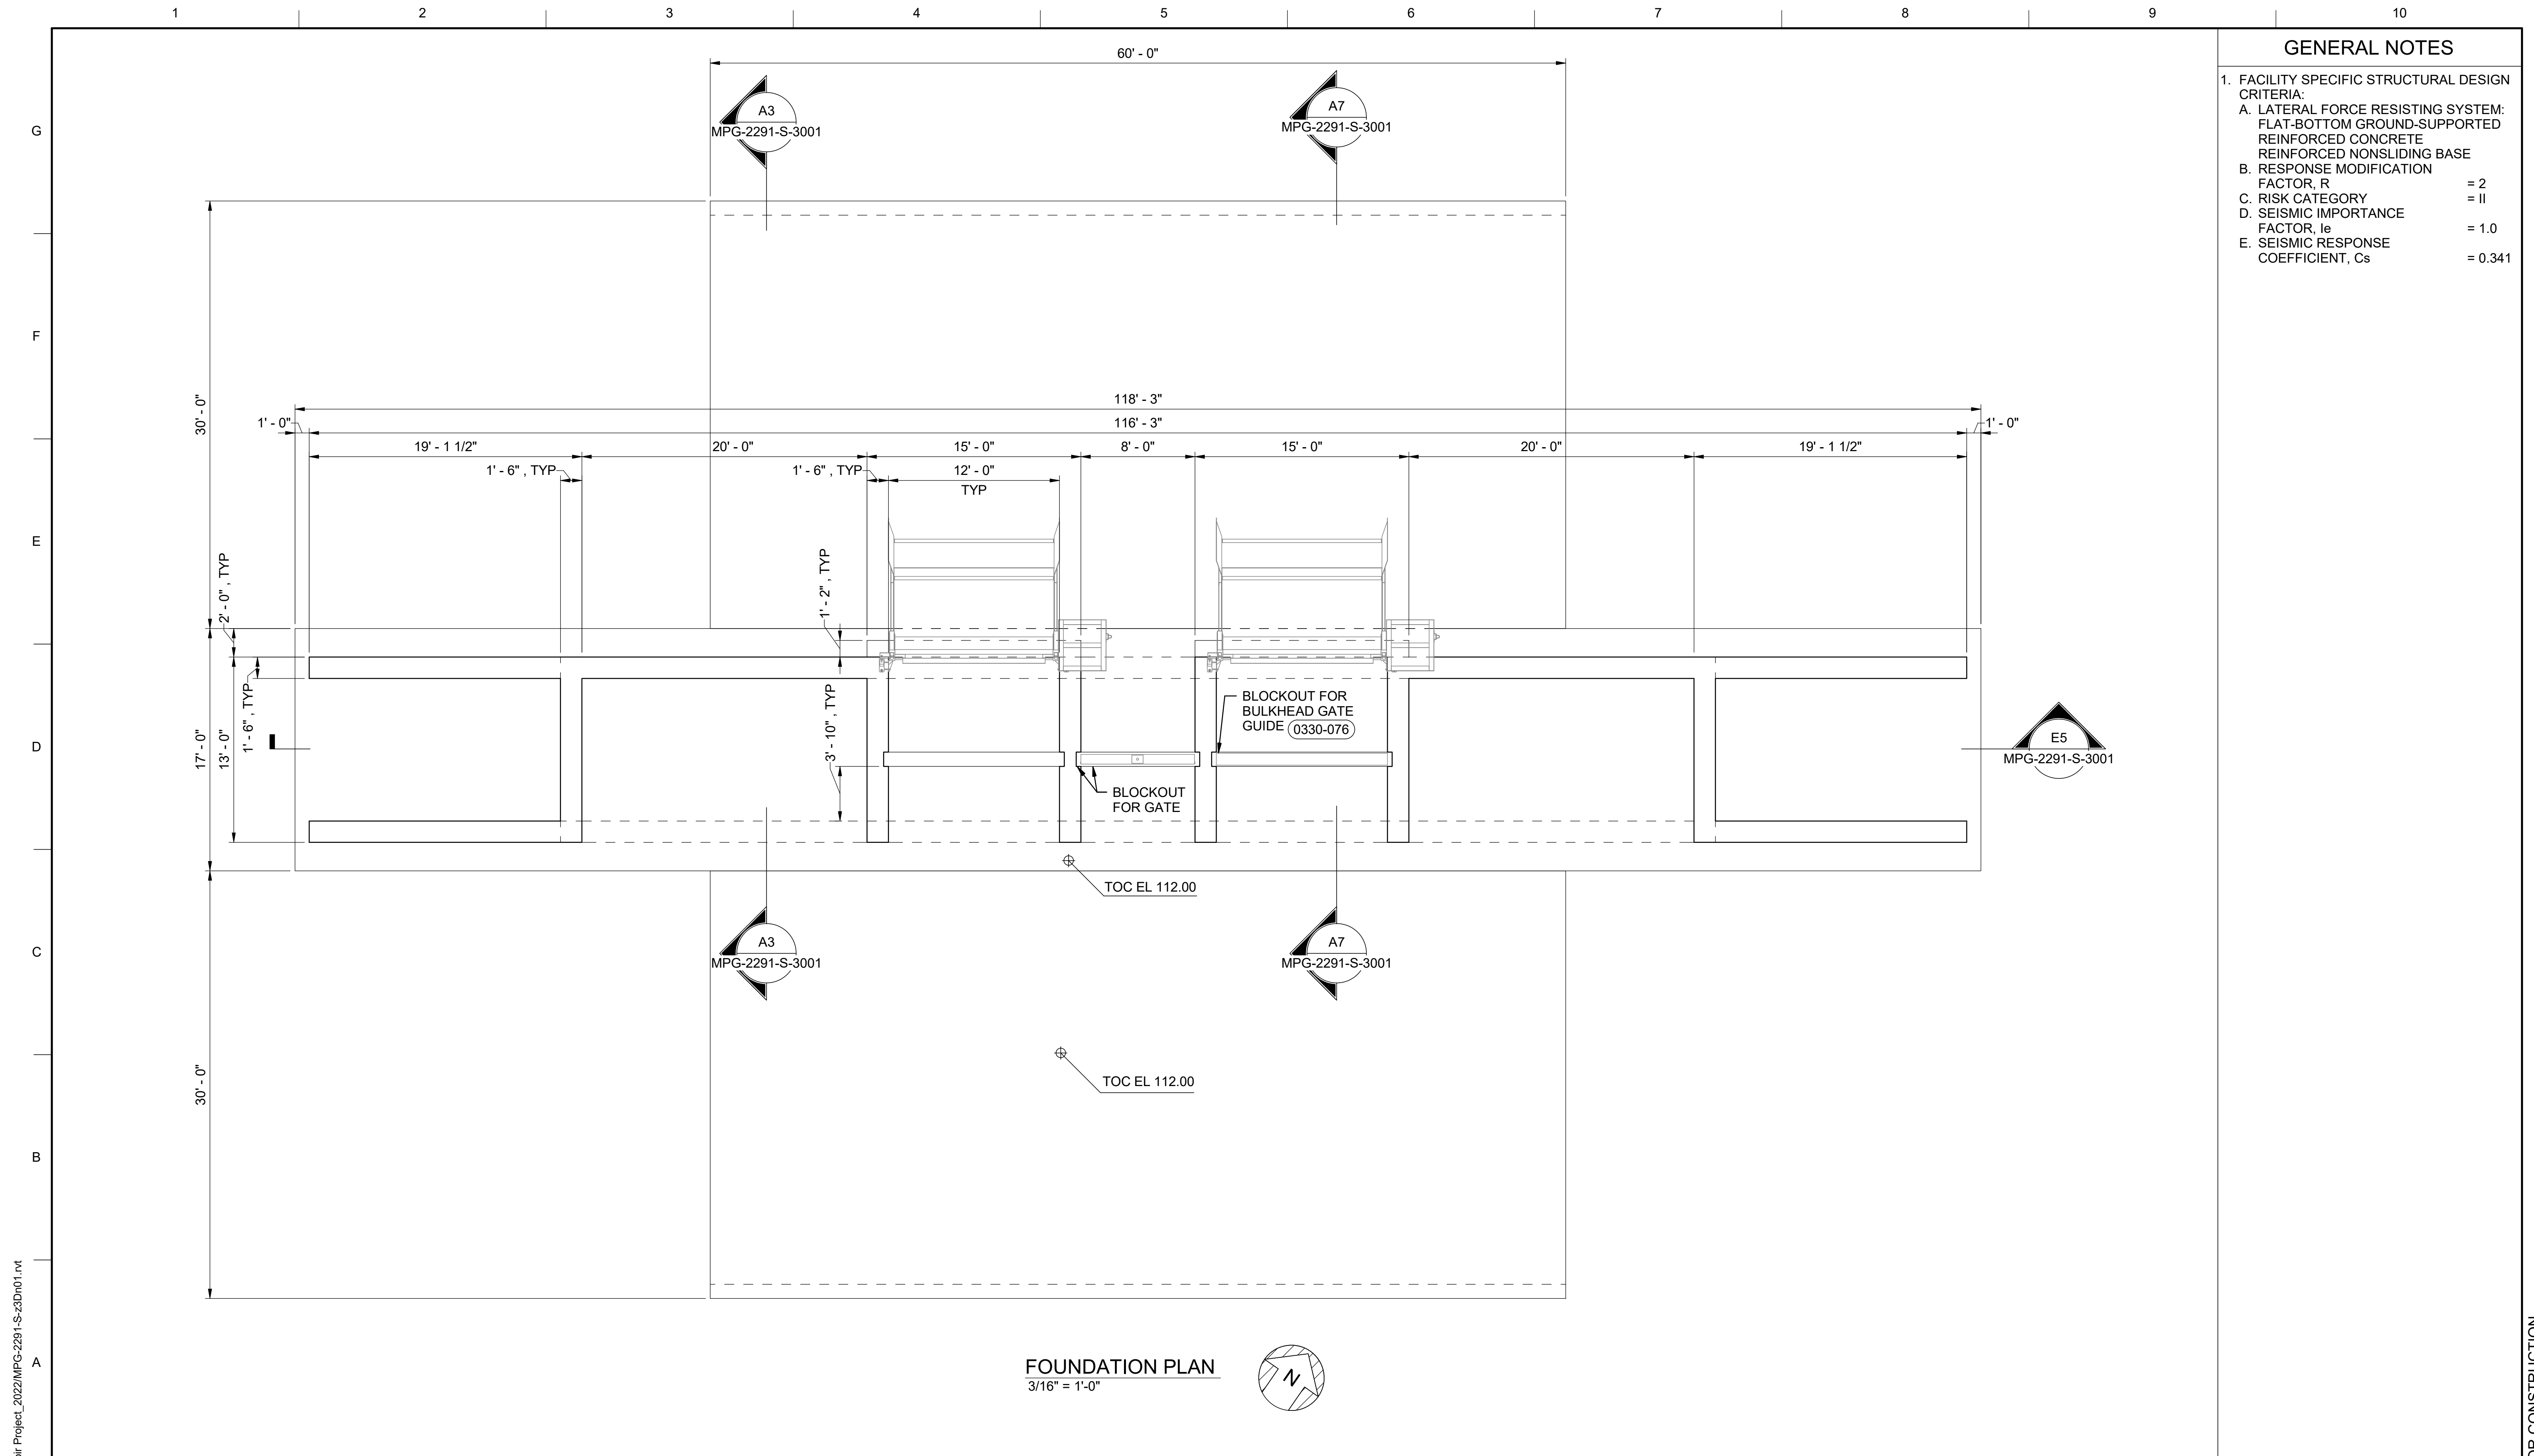 1 2 3 4 5 6 7 8 9 10
G
F
E
D
C
B
A
60' - 0"
A3
MPG-2291-S-3001
A7
MPG-2291-S-3001
30' - 0"
118' - 3"
1' - 0"
116' - 3"
1' - 0"
19' - 1 1/2"
20' - 0"
15' - 0"
8' - 0"
15' - 0"
20' - 0"
19' - 1 1/2"
1' - 6" , TYP
1' - 6" , TYP
12' - 0"
TYP
2' - 0" , TYP
1' - 2" , TYP
1' - 6" , TYP
17' - 0"
13' - 0"
3' - 10" , TYP
BLOCKOUT FOR
BULKHEAD GATE
GUIDE 0330-076
E5
MPG-2291-S-3001
BLOCKOUT
FOR GATE
TOC EL 112.00
A3
MPG-2291-S-3001
A7
MPG-2291-S-3001
30' - 0"
TOC EL 112.00
FOUNDATION PLAN
3/16" = 1'-0"
N
GENERAL NOTES
1. FACILITY SPECIFIC STRUCTURAL DESIGN
CRITERIA:
A. LATERAL FORCE RESISTING SYSTEM:
FLAT-BOTTOM GROUND-SUPPORTED
REINFORCED CONCRETE
REINFORCED NONSLIDING BASE
B. RESPONSE MODIFICATION
FACTOR, R = 2
C. RISK CATEGORY = II
D. SEISMIC IMPORTANCE
FACTOR, Ie = 1.0
E. SEISMIC RESPONSE
COEFFICIENT, Cs = 0.341
Project_2022/MPG-2291-S-z3Dn01.rvt
CONSTRUCTION